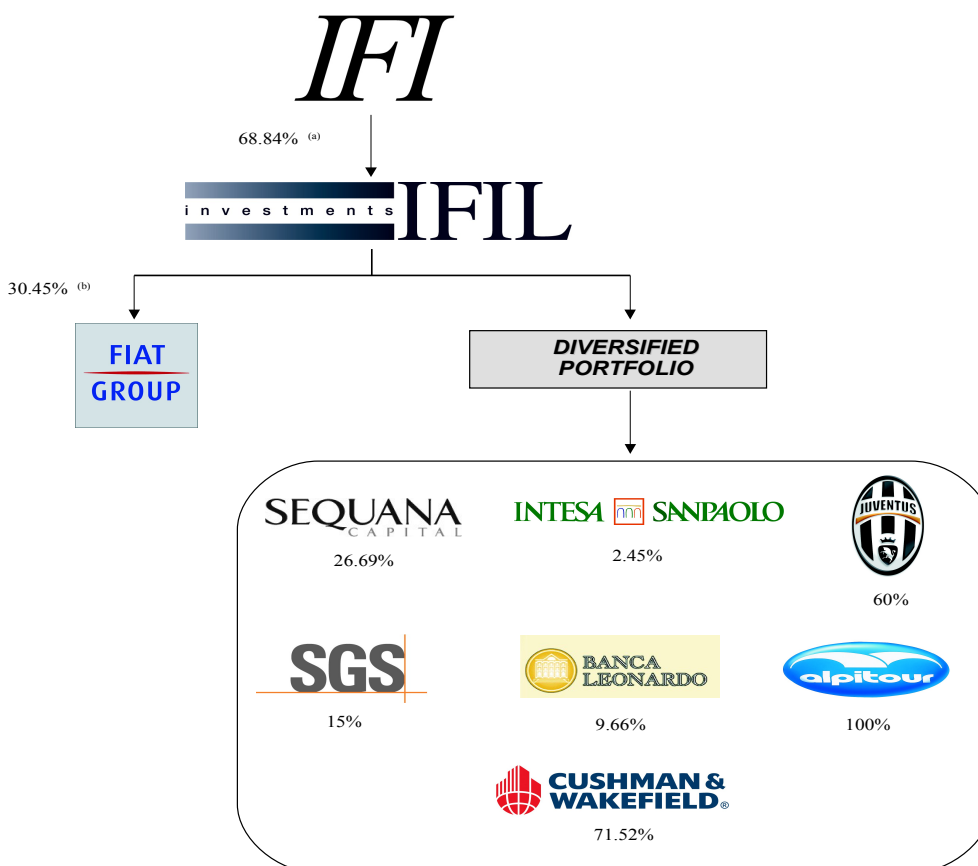 IFI
68.84% (a)
investments IFIL
30.45% (b)
FIAT
GROUP
DIVERSIFIED
PORTFOLIO
SEQUANA
CAPITAL
26.69%
INTESA SANPAOLO
2.45%
JUVENTUS
60%
SGS
15%
BANCA
LEONARDO
9.66%
alpitour
100%
CUSHMAN &
WAKEFIELD®
71.52%